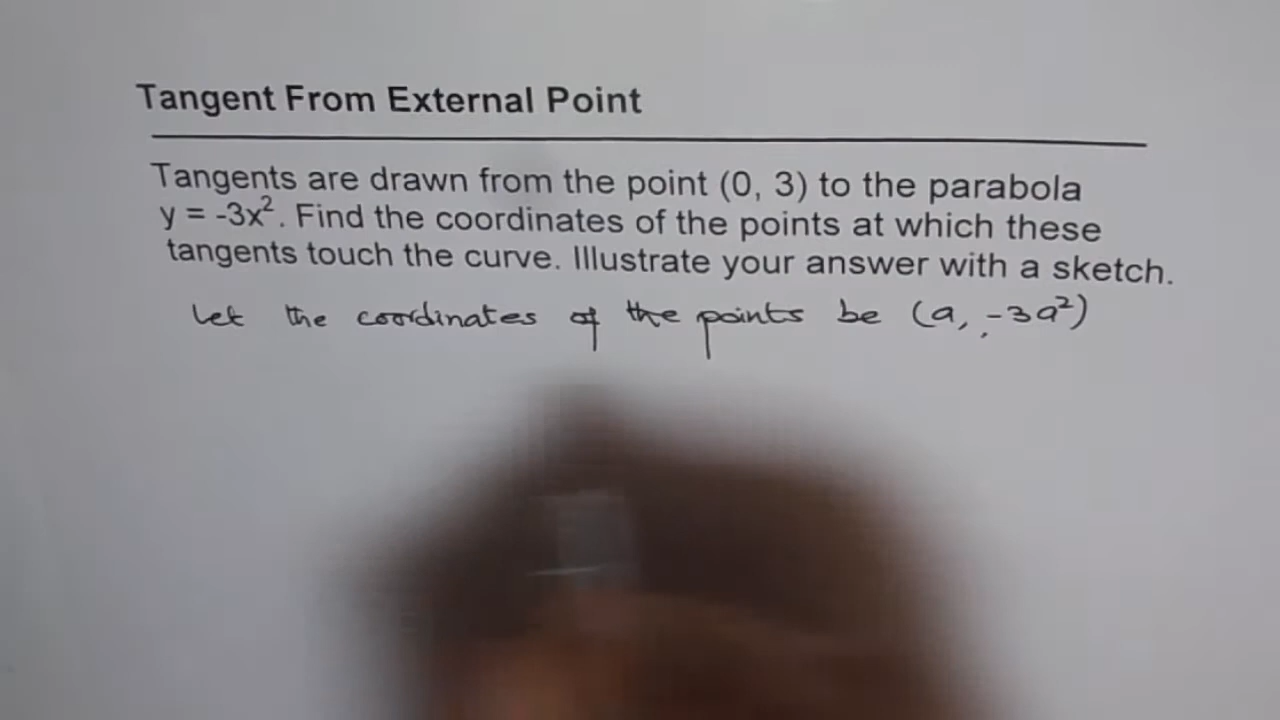 Tangent From External Point
Tangents are drawn from the point (0, 3) to the parabola
y = -3x². Find the coordinates of the points at which these
tangents touch the curve. Illustrate your answer with a sketch.
Let the coordinates of the points be (a, -3a²)